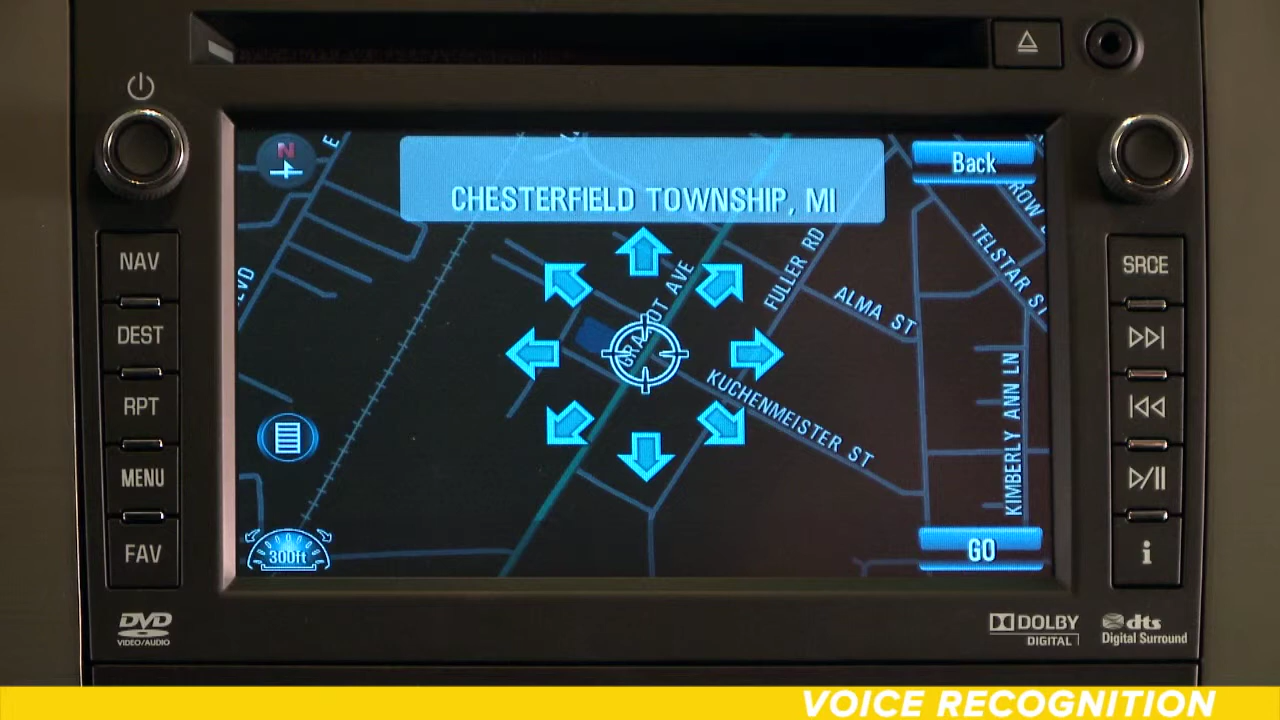 N
CHESTERFIELD TOWNSHIP, MI
Back
NAV
DEST
RPT
MENU
FAV
SRCE
i
FULLER RD
ALMA ST
TELSTAR ST
KUCHENMEISTER ST
KIMBERLY ANN LN
AVE
300ft
GO
DVD
VIDEO/AUDIO
DOLBY
DIGITAL
dts
Digital Surround
VOICE RECOGNITION